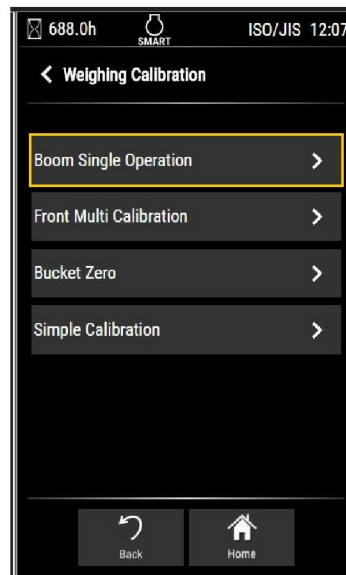 688.0h SMART ISO/JIS 12:07
Weighing Calibration
Boom Single Operation
Front Multi Calibration
Bucket Zero
Simple Calibration
Back Home